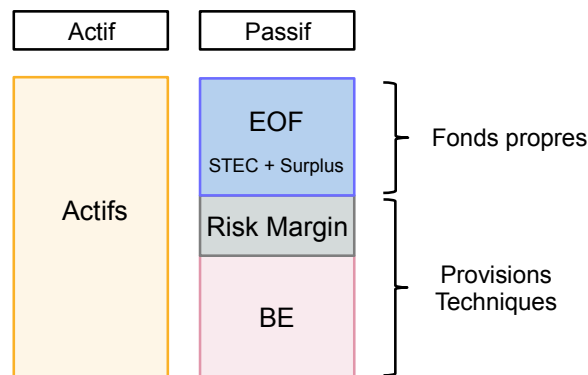 Actif
Passif
EOF
STEC + Surplus
Fonds propres
Actifs
Risk Margin
Provisions
Techniques
BE